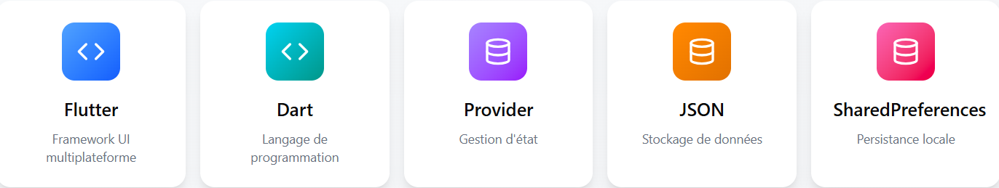 Flutter
Framework UI
multiplateforme
Dart
Langage de
programmation
Provider
Gestion d'état
JSON
Stockage de données
SharedPreferences
Persistance locale